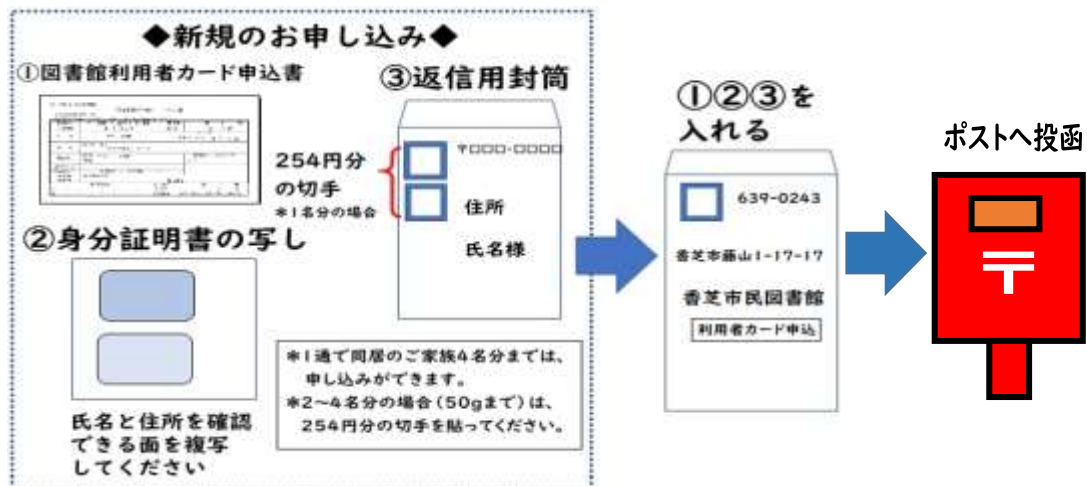 ◆新規のお申し込み◆
①図書館利用者カード申込書
②身分証明書の写し
氏名と住所を確認
できる面を複写
してください
③返信用封筒
254円分
の切手
*1名分の場合
〒□□□-□□□□
住所
氏名様
*1通で同居のご家族4名分までは、
申し込みができます。
*2~4名分の場合(50gまで)は、
254円分の切手を貼ってください。
①②③を
入れる
639-0243
香芝市藤山1-17-17
香芝市民図書館
利用者カード申込
ポストへ投函
〒